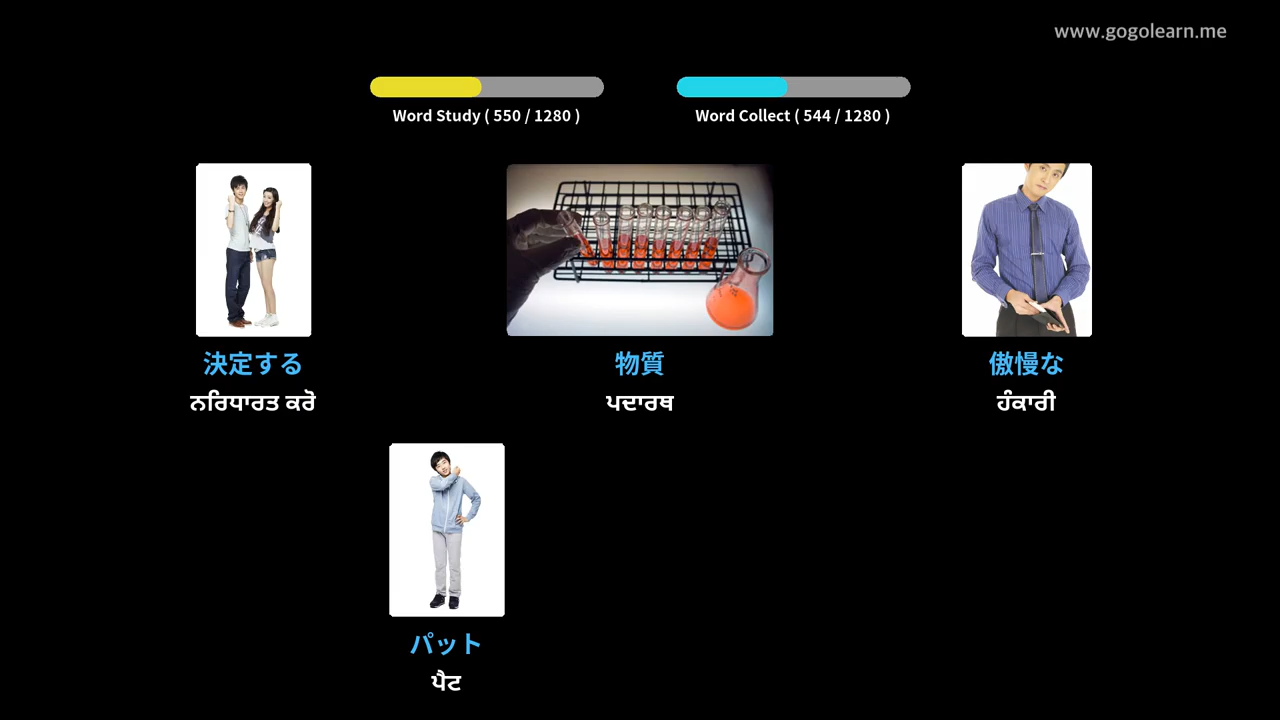 www.gogolearn.me
Word Study ( 550 / 1280 )
Word Collect ( 544 / 1280 )
決定する
ਨਰਿਧਾਰਤ ਕਰੋ
物質
ਪਦਾਰਥ
傲慢な
ਹੰਕਾਰੀ
パット
ਪੈਟ